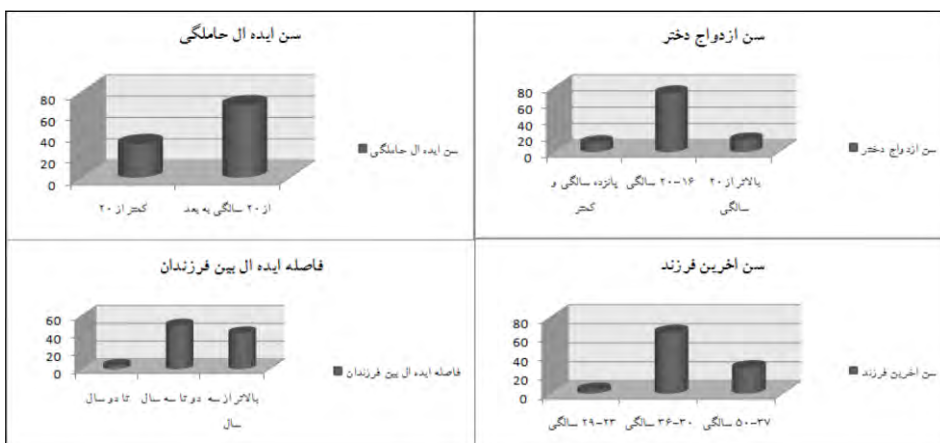 سن ازدواج دختر
80
60
40
20
0
پانزده سالگی و کمتر
۱۶-۲۰ سالگی
بالاتر از ۲۰ سالگی
سن ازدواج دختر
سن ایده ال حاملگی
80
60
40
20
0
کمتر از ۲۰
از ۲۰ سالگی به بعد
سن ایده ال حاملگی
سن اخرین فرزند
80
60
40
20
0
۲۳-۲۹ سالگی
۳۰-۳۶ سالگی
۳۷-۵۰ سالگی
سن اخرین فرزند
فاصله ایده ال بین فرزندان
60
40
20
0
تا دو سال
دو تا سه سال
بالاتر از سه سال
فاصله ایده ال بین فرزندان